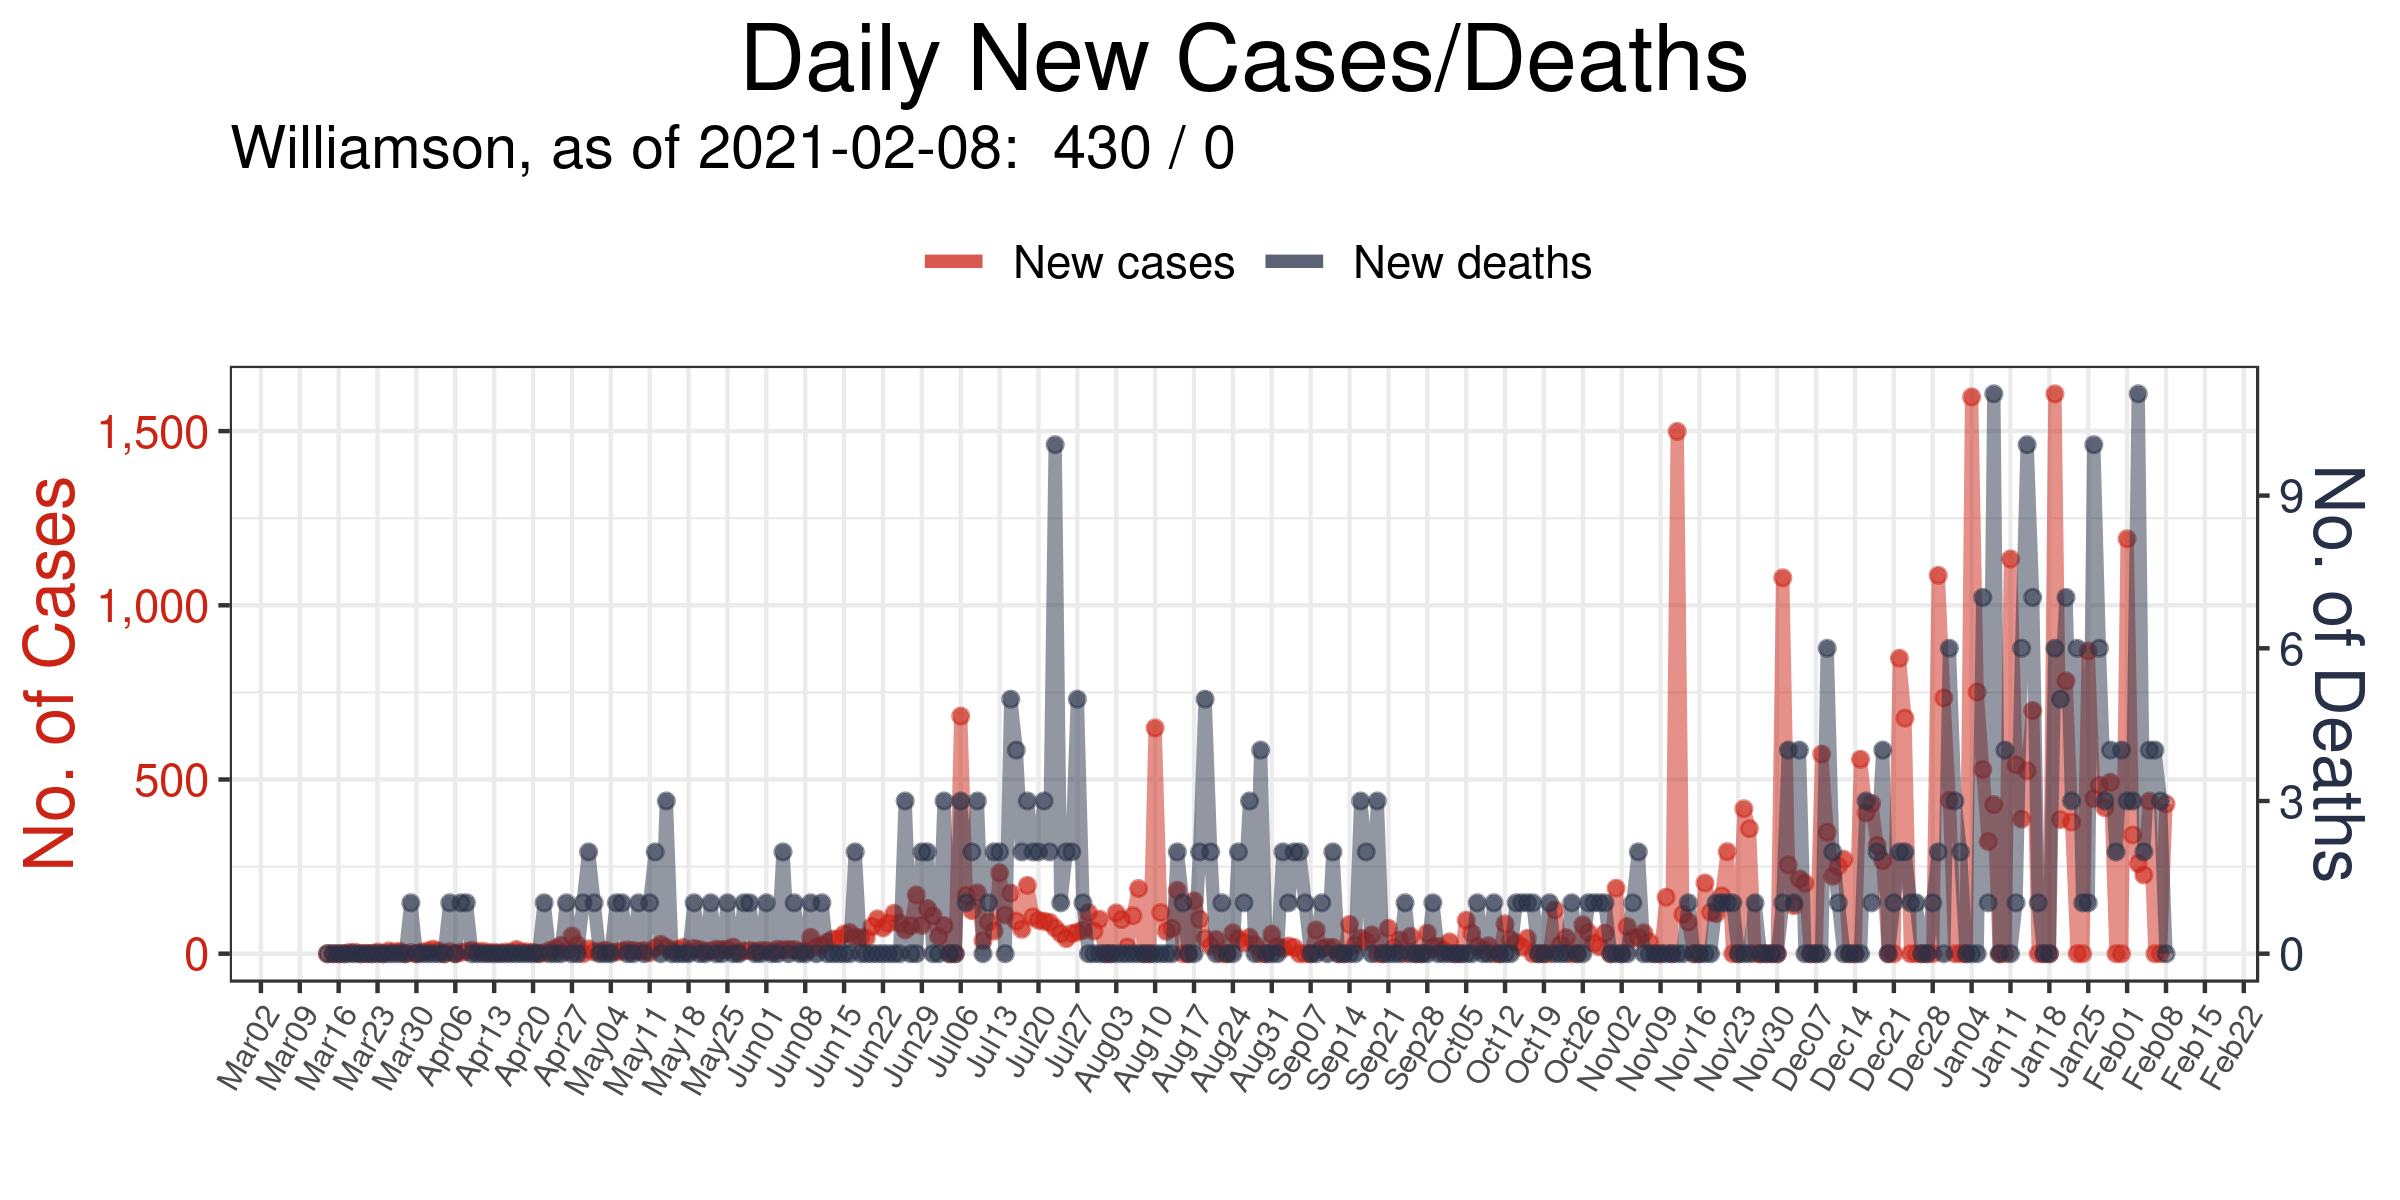 Daily New Cases/Deaths
Williamson, as of 2021-02-08:  430 / 0
New cases
New deaths
No. of Cases
1,500
1,000
500
0
9
6
3
0
No. of Deaths
Mar02
Mar09
Mar16
Mar23
Mar30
Apr06
Apr13
Apr20
Apr27
May04
May11
May18
May25
Jun01
Jun08
Jun15
Jun22
Jun29
Jul06
Jul13
Jul20
Jul27
Aug03
Aug10
Aug17
Aug24
Aug31
Sep07
Sep14
Sep21
Sep28
Oct05
Oct12
Oct19
Oct26
Nov02
Nov09
Nov16
Nov23
Nov30
Dec07
Dec14
Dec21
Dec28
Jan04
Jan11
Jan18
Jan25
Feb01
Feb08
Feb15
Feb22